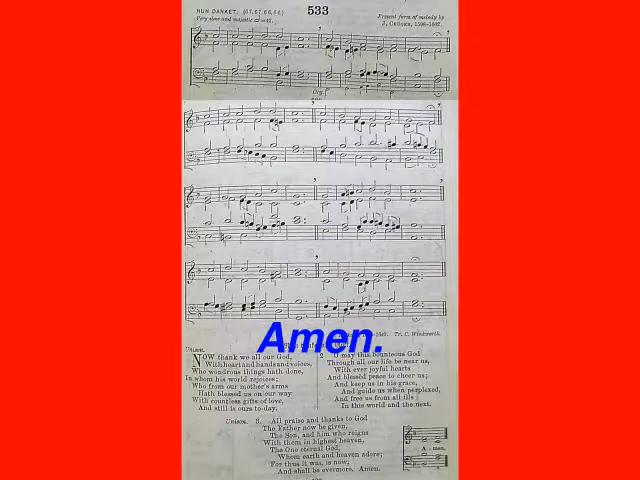 NUN DANKET. (67.67.66.66.)
533
Very slow and majestic
Present form of melody by
J. CRÜGER, 1598-1662.
Org.
Tr. C. Winkworth.
Amen.
Unison.
NOW thank we all our God,
With heart and hands and voices,
Who wondrous things hath done,
In whom his world rejoices;
Who from our mother's arms
Hath blessed us on our way
With countless gifts of love,
And still is ours to-day.
2 O may this bounteous God
Through all our life be near us,
With ever joyful hearts
And blessèd peace to cheer us;
And keep us in his grace,
And guide us when perplexed,
And free us from all ills
In this world and the next.
Unison. 3. All praise and thanks to God
The Father now be given,
The Son, and him who reigns
With them in highest heaven,
The One eternal God,
Whom earth and heaven adore;
For thus it was, is now,
And shall be evermore. Amen.
A - men.